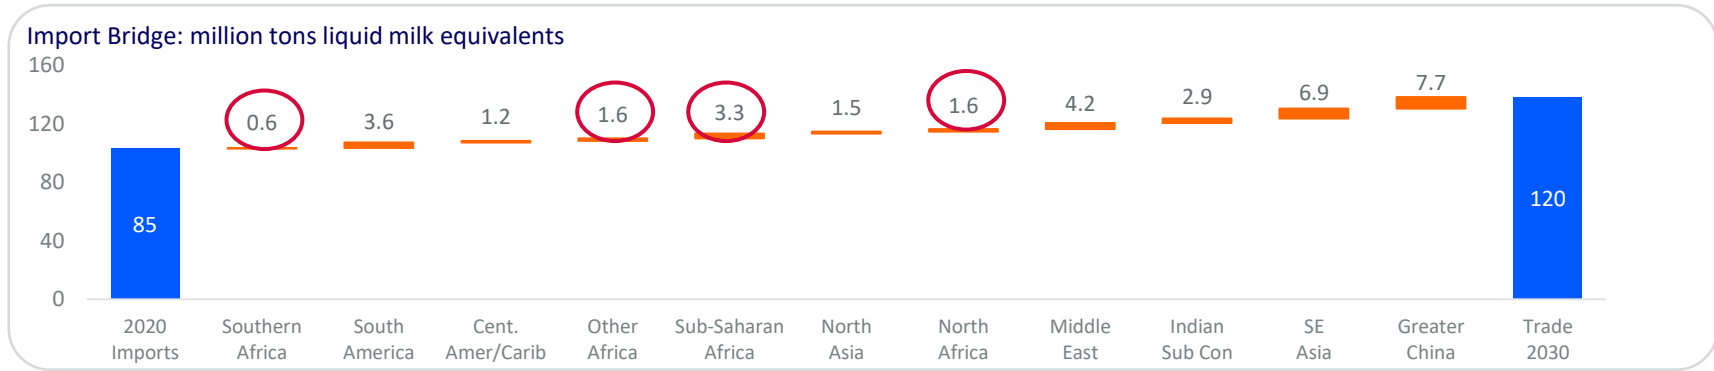 Import Bridge: million tons liquid milk equivalents
160
120
80
40
0
85
0.6
3.6
1.2
1.6
3.3
1.5
1.6
4.2
2.9
6.9
7.7
120
2020
Imports
Southern
Africa
South
America
Cent.
Amer/Carib
Other
Africa
Sub-Saharan
Africa
North
Asia
North
Africa
Middle
East
Indian
Sub Con
SE
Asia
Greater
China
Trade
2030